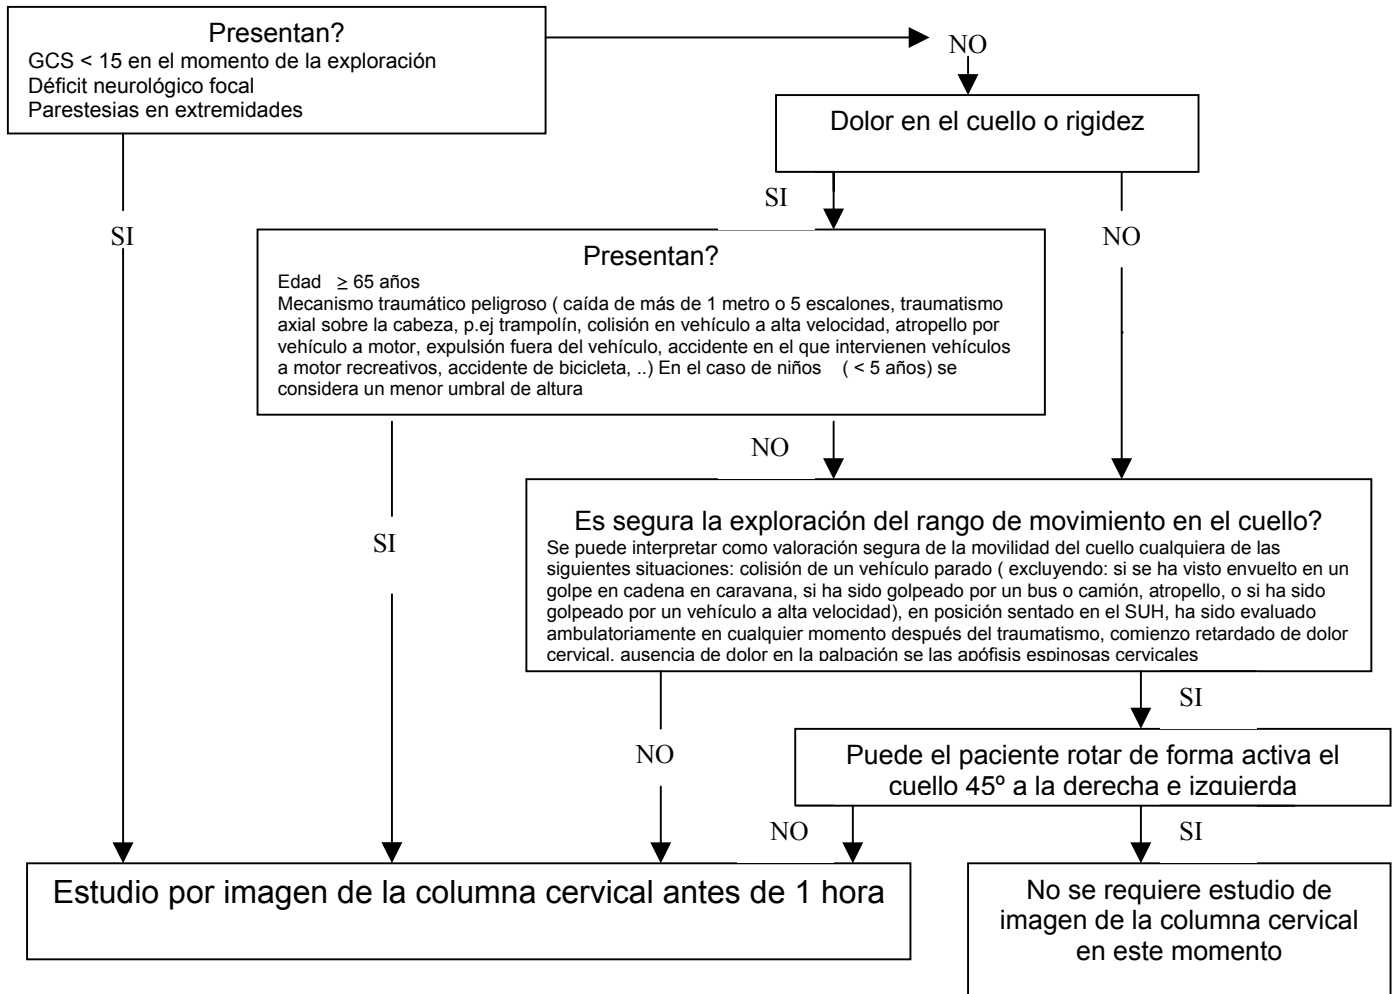 Presentan?
GCS < 15 en el momento de la exploración
Déficit neurológico focal
Parestesias en extremidades
NO
Dolor en el cuello o rigidez
SI
SI
NO
Presentan?
Edad ≥ 65 años
Mecanismo traumático peligroso ( caída de más de 1 metro o 5 escalones, traumatismo
axial sobre la cabeza, p.ej trampolín, colisión en vehículo a alta velocidad, atropello por
vehículo a motor, expulsión fuera del vehículo, accidente en el que intervienen vehículos
a motor recreativos, accidente de bicicleta, ..) En el caso de niños ( < 5 años) se
considera un menor umbral de altura
NO
SI
Es segura la exploración del rango de movimiento en el cuello?
Se puede interpretar como valoración segura de la movilidad del cuello cualquiera de las
siguientes situaciones: colisión de un vehículo parado ( excluyendo: si se ha visto envuelto en un
golpe en cadena en caravana, si ha sido golpeado por un bus o camión, atropello, o si ha sido
golpeado por un vehículo a alta velocidad), en posición sentado en el SUH, ha sido evaluado
ambulatoriamente en cualquier momento después del traumatismo, comienzo retardado de dolor
cervical, ausencia de dolor en la palpación se las apófisis espinosas cervicales
SI
NO
Puede el paciente rotar de forma activa el
cuello 45º a la derecha e izquierda
NO
SI
Estudio por imagen de la columna cervical antes de 1 hora
No se requiere estudio de
imagen de la columna cervical
en este momento